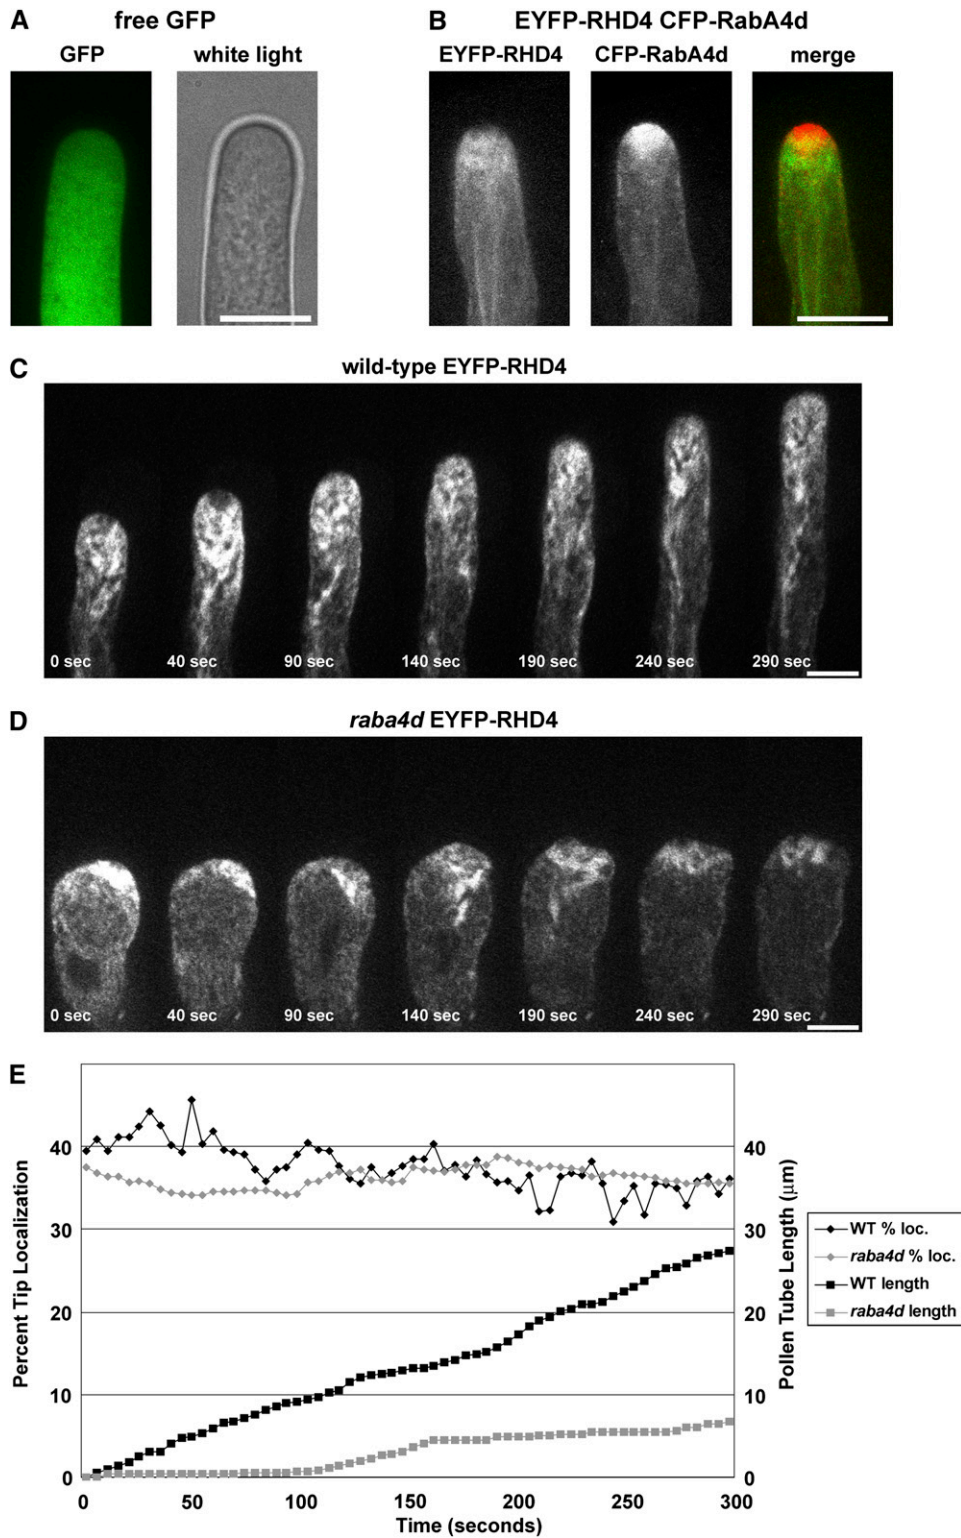 A free GFP
GFP white light
B EYFP-RHD4 CFP-RabA4d
EYFP-RHD4 CFP-RabA4d merge
C wild-type EYFP-RHD4
0 sec 40 sec 90 sec 140 sec 190 sec 240 sec 290 sec
D raba4d EYFP-RHD4
0 sec 40 sec 90 sec 140 sec 190 sec 240 sec 290 sec
E
Percent Tip Localization
40
30
20
10
0
40
30
20
10
0
Pollen Tube Length (μm)
0 50 100 150 200 250 300
Time (seconds)
WT % loc.
raba4d % loc.
WT length
raba4d length